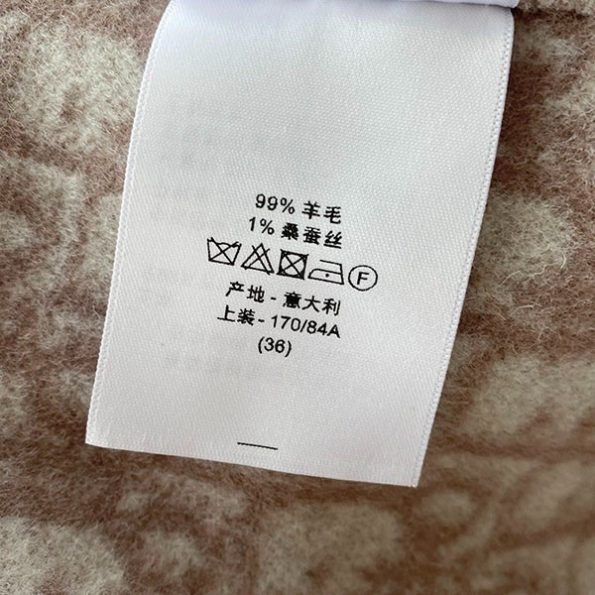 99% 羊毛
1% 桑蚕丝
F
产地 - 意大利
上装 - 170/84A
(36)